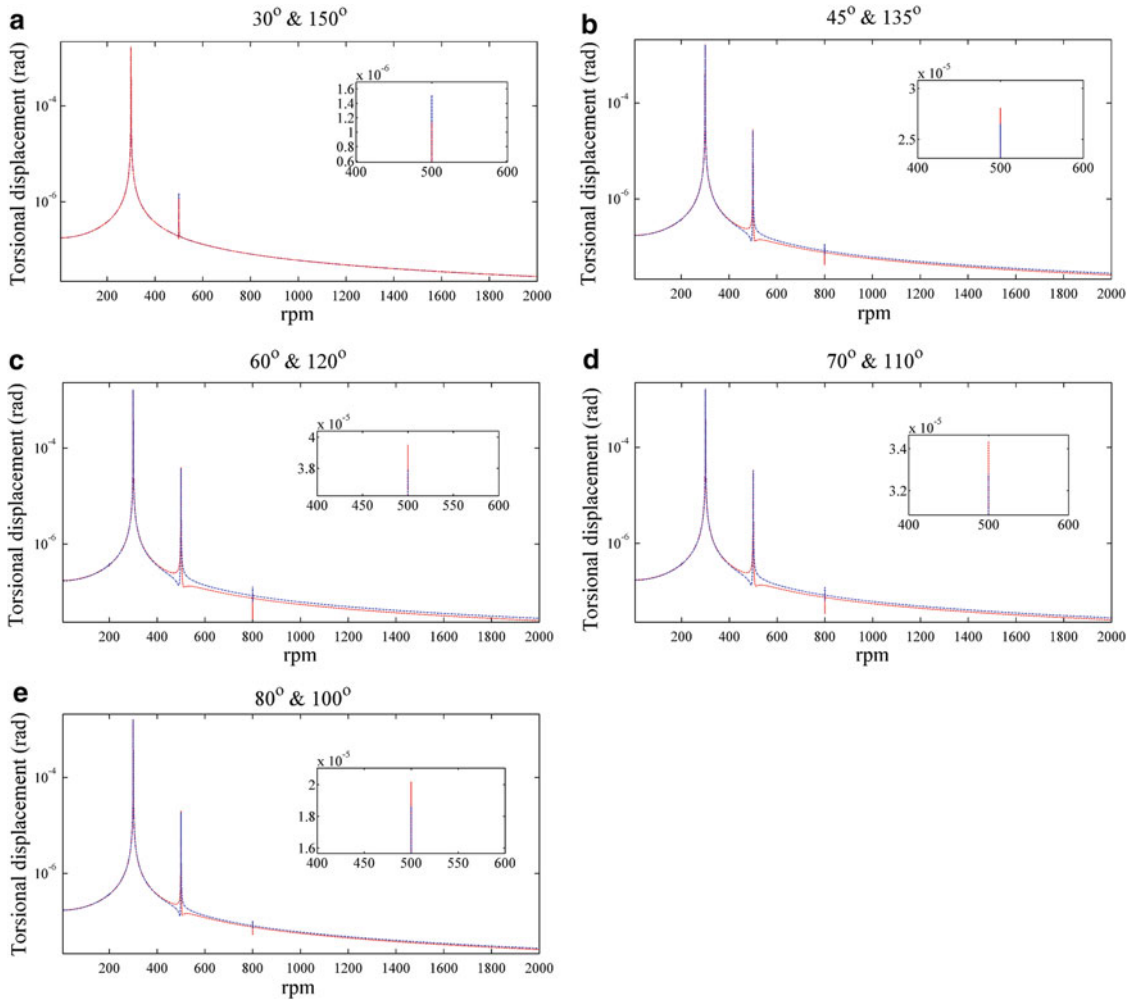 a
30° & 150°
Torsional displacement (rad)
10⁻⁴
10⁻⁶
200 400 600 800 1000 1200 1400 1600 1800 2000
rpm
x 10⁻⁶
1.6
1.4
1.2
1
0.8
0.6
400 500 600
b
45° & 135°
Torsional displacement (rad)
10⁻⁴
10⁻⁶
200 400 600 800 1000 1200 1400 1600 1800 2000
rpm
x 10⁻⁵
3
2.5
400 500 600
c
60° & 120°
Torsional displacement (rad)
10⁻⁴
10⁻⁶
200 400 600 800 1000 1200 1400 1600 1800 2000
rpm
x 10⁻⁵
4
3.8
400 450 500 550 600
d
70° & 110°
Torsional displacement (rad)
10⁻⁴
10⁻⁶
200 400 600 800 1000 1200 1400 1600 1800 2000
rpm
x 10⁻⁵
3.4
3.2
400 500 600
e
80° & 100°
Torsional displacement (rad)
10⁻⁴
10⁻⁶
200 400 600 800 1000 1200 1400 1600 1800 2000
rpm
x 10⁻⁵
2
1.8
1.6
400 450 500 550 600